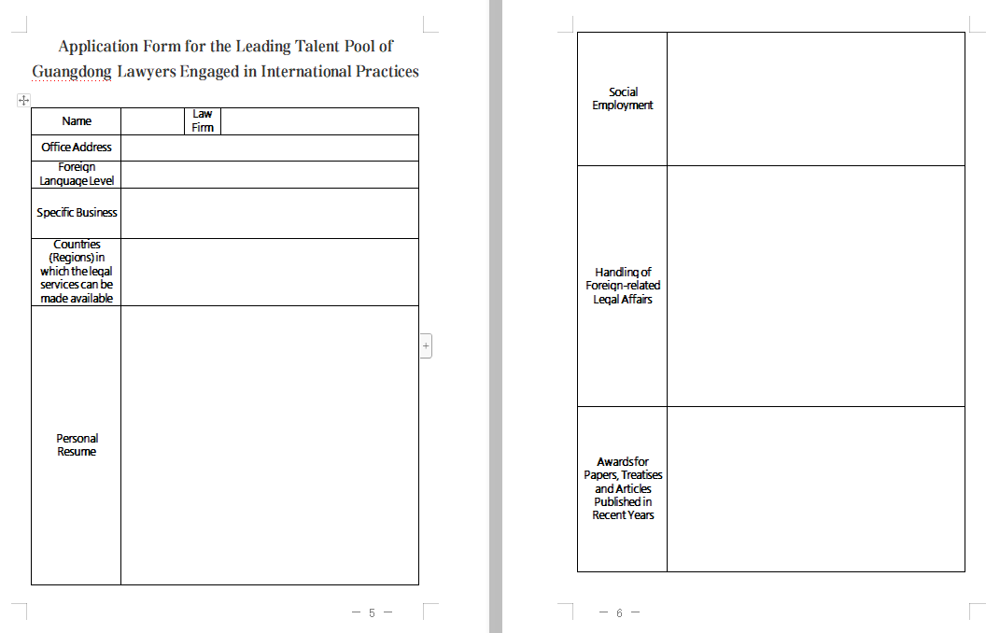 Application Form for the Leading Talent Pool of
Guangdong Lawyers Engaged in International Practices
Name
Law
Firm
Office Address
Foreign
Language Level
Specific Business
Countries
(Regions) in
which the legal
services can be
made available
Personal
Resume
— 5 —
Social
Employment
Handling of
Foreign-related
Legal Affairs
Awards for
Papers, Treatises
and Articles
Published in
Recent Years
— 6 —